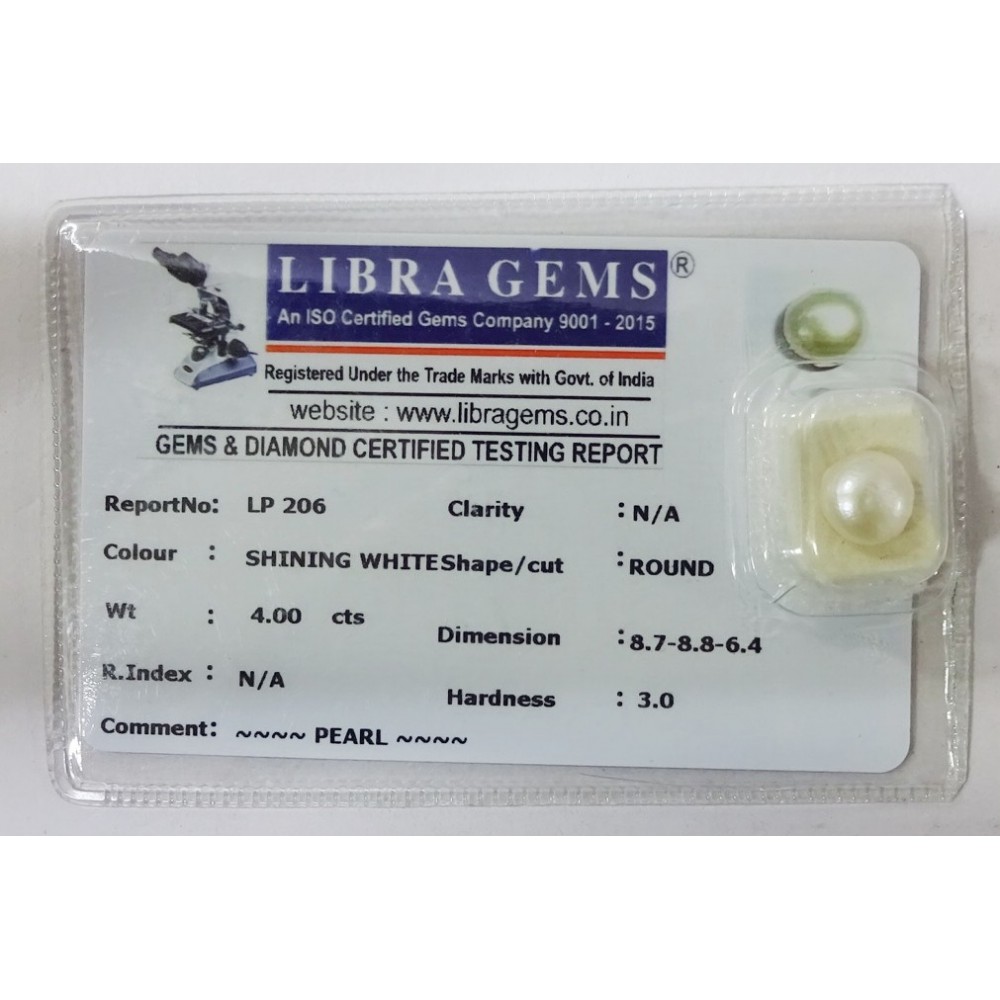 LIBRA GEMS ®
An ISO Certified Gems Company 9001 - 2015
Registered Under the Trade Marks with Govt. of India
website : www.libragems.co.in
GEMS & DIAMOND CERTIFIED TESTING REPORT
ReportNo: LP 206 Clarity : N/A
Colour : SHINING WHITE Shape/cut : ROUND
Wt : 4.00 cts Dimension : 8.7-8.8-6.4
R.Index : N/A Hardness : 3.0
Comment: ~~~~ PEARL ~~~~